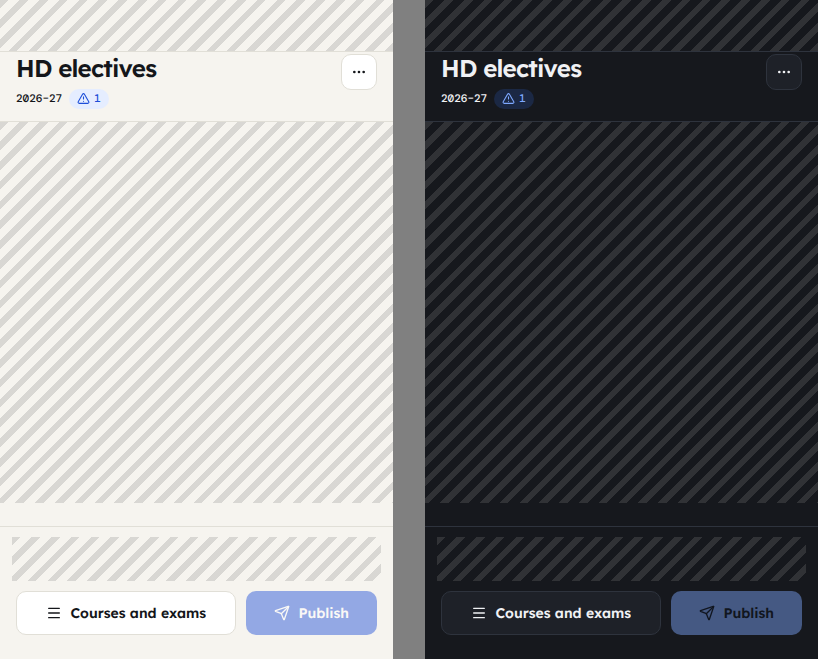 HD electives
2026-27
1
Courses and exams
Publish
HD electives
2026-27
1
Courses and exams
Publish